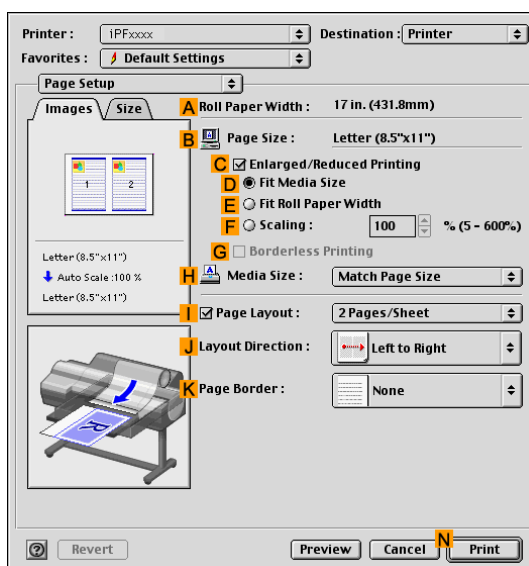 Printer : iPFxxxx Destination : Printer
Favorites : Default Settings
Page Setup
Images Size
A Roll Paper Width : 17 in. (431.8mm)
B Page Size : Letter (8.5"x11")
C Enlarged/Reduced Printing
D Fit Media Size
E Fit Roll Paper Width
F Scaling : 100 % (5 - 600%)
G Borderless Printing
H Media Size : Match Page Size
1 2
Letter (8.5"x11")
Auto Scale :100 %
Letter (8.5"x11")
I Page Layout : 2 Pages/Sheet
J Layout Direction : Left to Right
K Page Border : None
R
? Revert Preview Cancel N Print